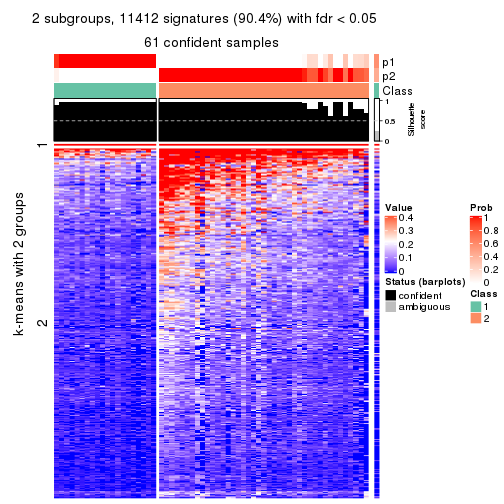 2 subgroups, 11412 signatures (90.4%) with fdr < 0.05
61 confident samples
p1
p2
Class
1
0.5
0
Silhouette
score
k-means with 2 groups
1
2
Value
0.4
0.3
0.2
0.1
0
Status (barplots)
confident
ambiguous
Prob
1
0.8
0.6
0.4
0.2
0
Class
1
2